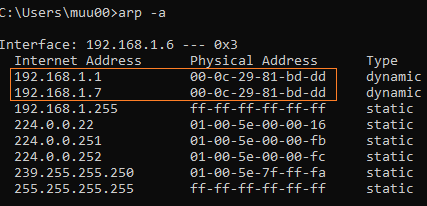 C:\Users\muu00>arp -a
Interface: 192.168.1.6 --- 0x3
Internet Address Physical Address Type
192.168.1.1 00-0c-29-81-bd-dd dynamic
192.168.1.7 00-0c-29-81-bd-dd dynamic
192.168.1.255 ff-ff-ff-ff-ff-ff static
224.0.0.22 01-00-5e-00-00-16 static
224.0.0.251 01-00-5e-00-00-fb static
224.0.0.252 01-00-5e-00-00-fc static
239.255.255.250 01-00-5e-7f-ff-fa static
255.255.255.255 ff-ff-ff-ff-ff-ff static